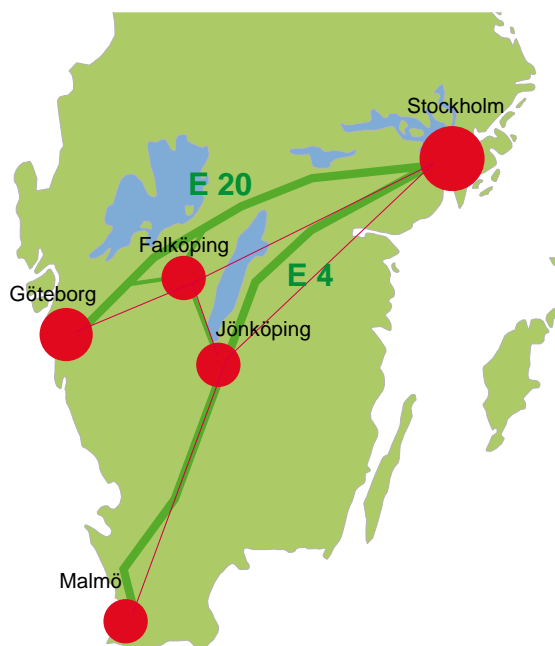 Stockholm
E 20
Falköping
E 4
Göteborg
Jönköping
Malmö